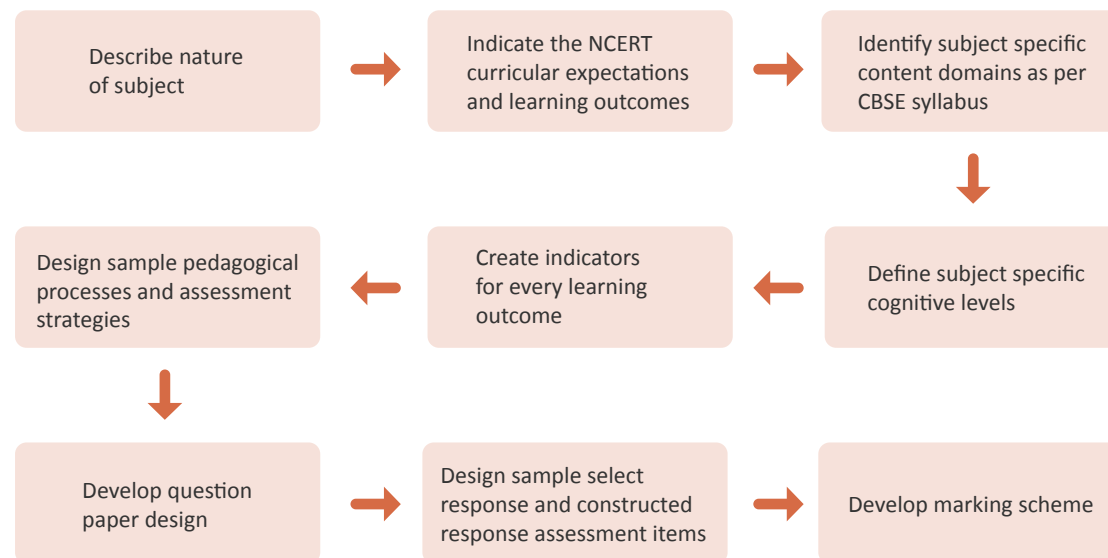 Describe nature
of subject
Indicate the NCERT
curricular expectations
and learning outcomes
Identify subject specific
content domains as per
CBSE syllabus
Define subject specific
cognitive levels
Create indicators
for every learning
outcome
Design sample pedagogical
processes and assessment
strategies
Develop question
paper design
Design sample select
response and constructed
response assessment items
Develop marking scheme